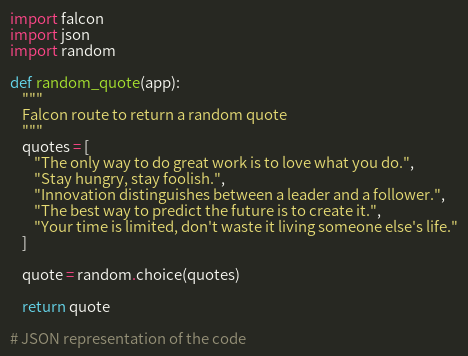 import falcon
import json
import random

def random_quote(app):
    """
    Falcon route to return a random quote
    """
    quotes = [
        "The only way to do great work is to love what you do.",
        "Stay hungry, stay foolish.",
        "Innovation distinguishes between a leader and a follower.",
        "The best way to predict the future is to create it.",
        "Your time is limited, don't waste it living someone else's life."
    ]

    quote = random.choice(quotes)

    return quote

# JSON representation of the code